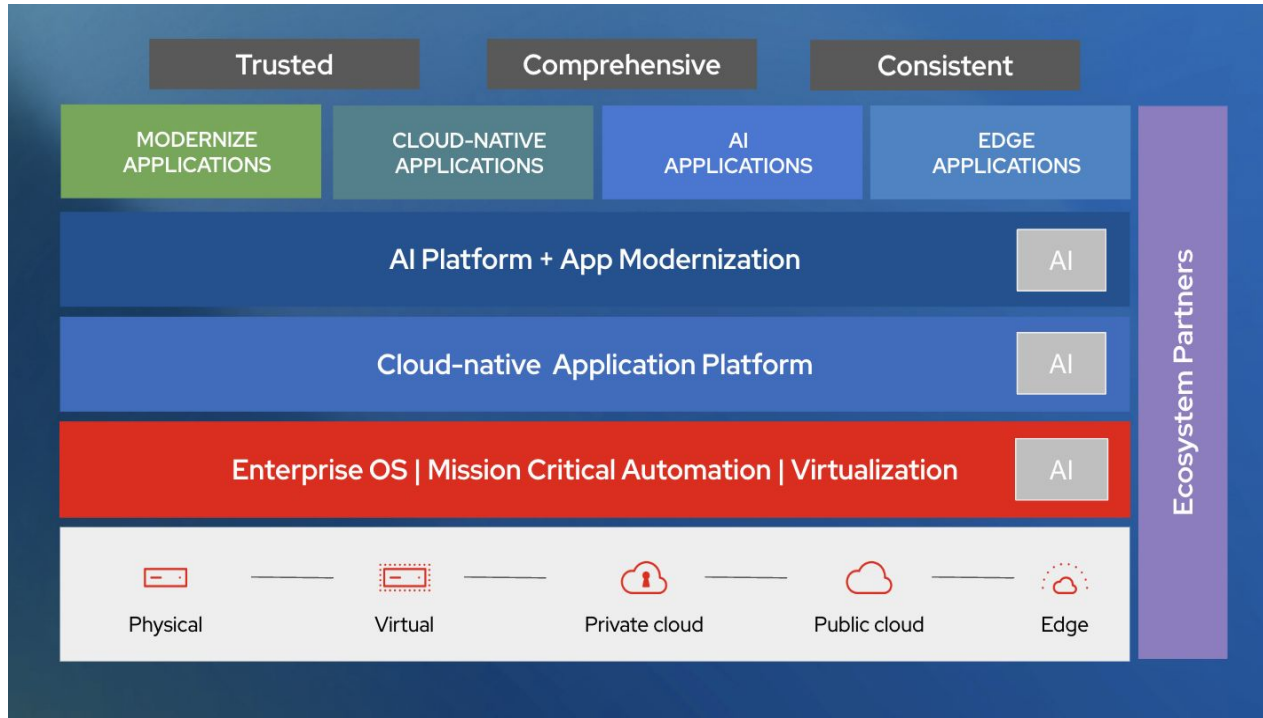 Trusted
Comprehensive
Consistent
MODERNIZE
APPLICATIONS
CLOUD-NATIVE
APPLICATIONS
AI
APPLICATIONS
EDGE
APPLICATIONS
AI Platform + App Modernization
AI
Cloud-native Application Platform
AI
Enterprise OS | Mission Critical Automation | Virtualization
AI
Physical
Virtual
Private cloud
Public cloud
Edge
Ecosystem Partners